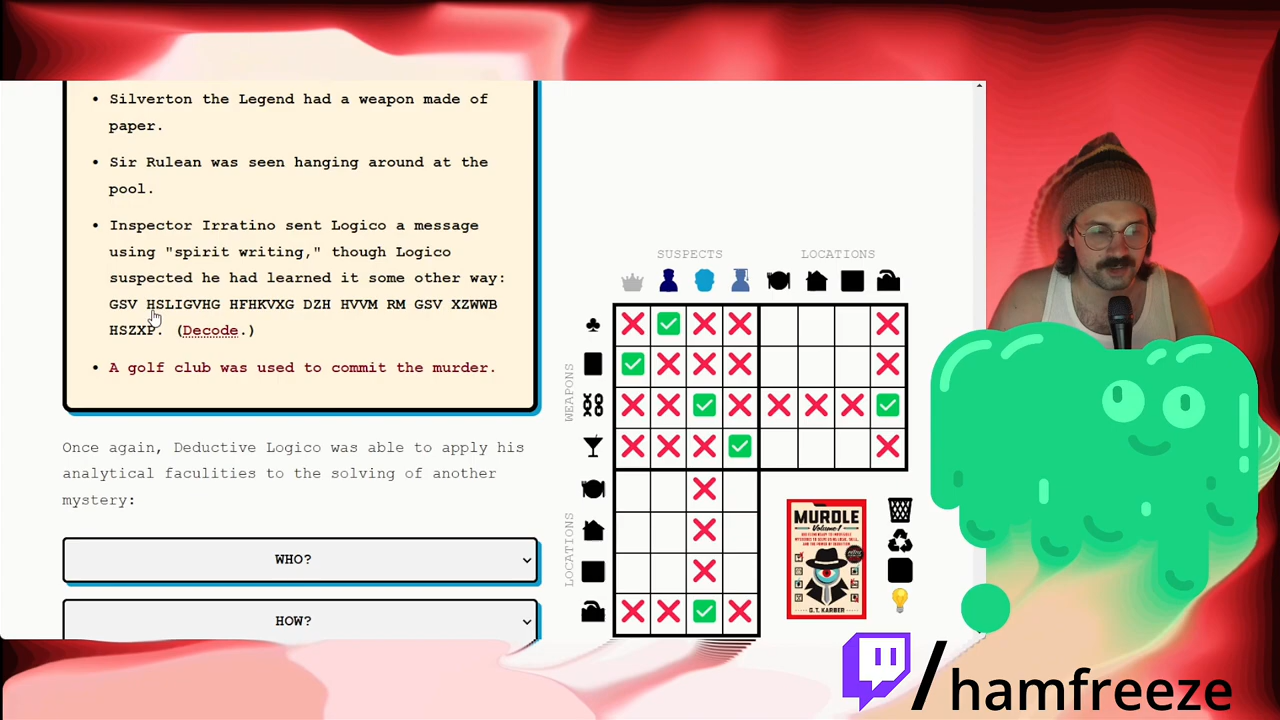 Silverton the Legend had a weapon made of
paper.
Sir Rulean was seen hanging around at the
pool.
Inspector Irratino sent Logico a message
using "spirit writing," though Logico
suspected he had learned it some other way:
GSV HSLIGVHG HFHKVXG DZH HVVM RM GSV XZWWB
HSZXP. (Decode.)
A golf club was used to commit the murder.
Once again, Deductive Logico was able to apply his
analytical faculities to the solving of another
mystery:
WHO?
HOW?
SUSPECTS
LOCATIONS
WEAPONS
LOCATIONS
MURDLE
Volume 1
G.T. KARBER
/hamfreeze